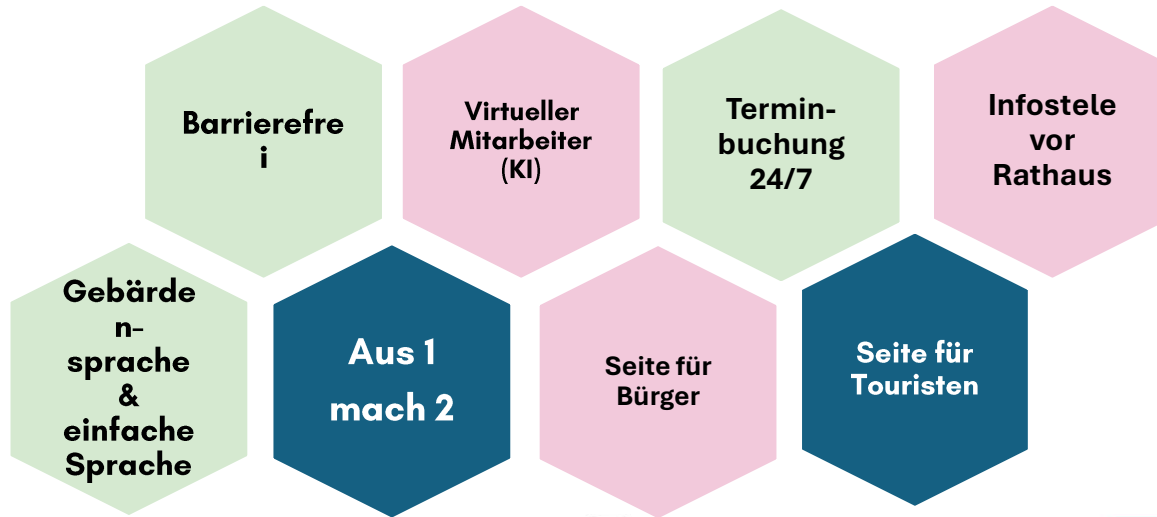 Barrierefre
i
Virtueller
Mitarbeiter
(KI)
Termin-
buchung
24/7
Infostele
vor
Rathaus
Gebärde
n-
sprache
&
einfache
Sprache
Aus 1
mach 2
Seite für
Bürger
Seite für
Touristen